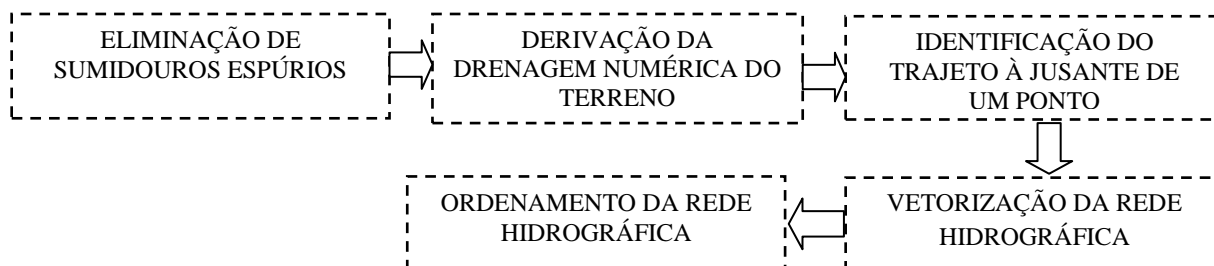 ELIMINAÇÃO DE
SUMIDOUROS ESPÚRIOS
DERIVAÇÃO DA
DRENAGEM NUMÉRICA DO
TERRENO
IDENTIFICAÇÃO DO
TRAJETO À JUSANTE DE
UM PONTO
VETORIZAÇÃO DA REDE
HIDROGRÁFICA
ORDENAMENTO DA REDE
HIDROGRÁFICA